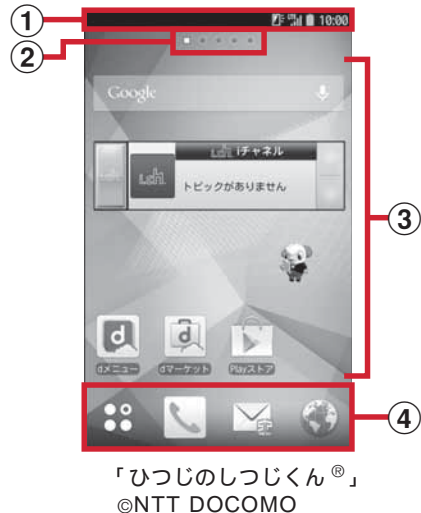 ① 10:00
②
Google
iチャネル
トピックがありません
③
dメニュー dマーケット Playストア
④
「ひつじのしつじくん®」
©NTT DOCOMO